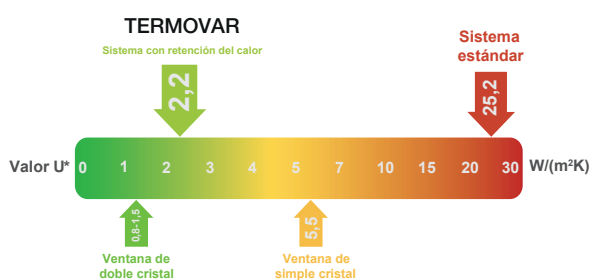 TERMOVAR
Sistema con retención del calor
2,2
Sistema
estándar
25,2
Valor U* 0 1 2 3 4 5 7 10 15 20 30 W/(m²K)
0,8-1,5
Ventana de
doble cristal
5,5
Ventana de
simple cristal